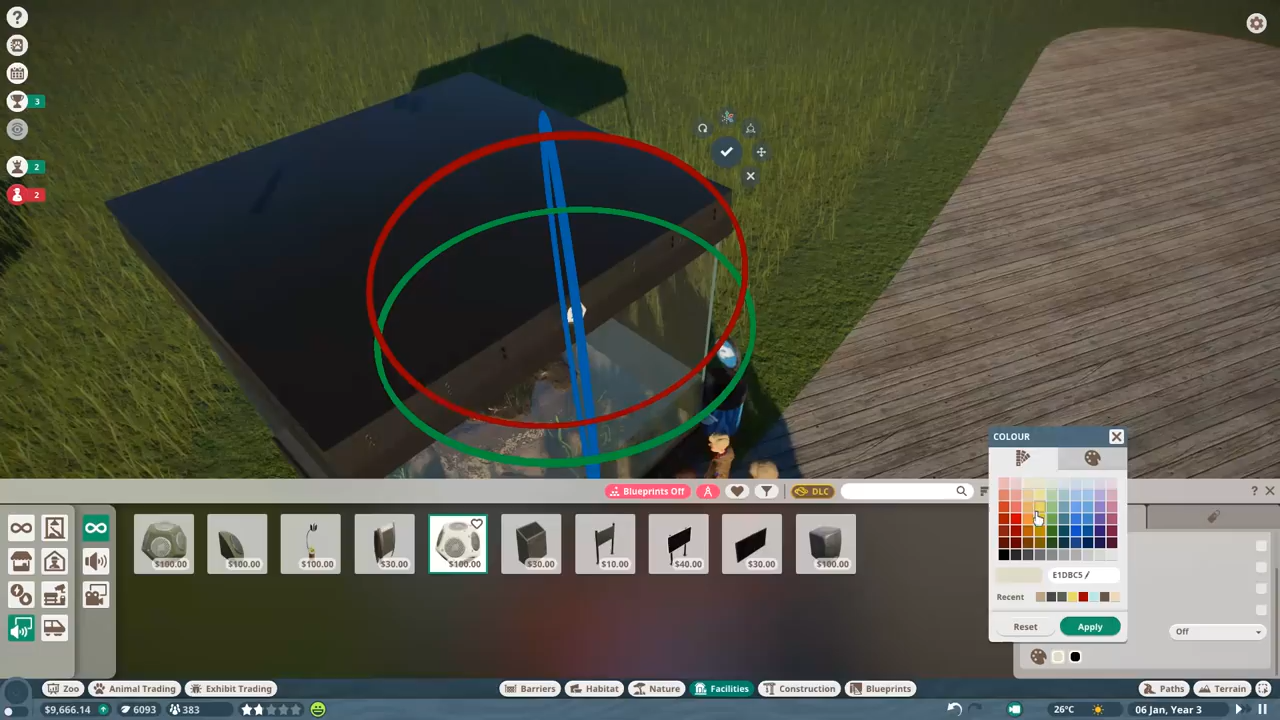 ?
3
2
2
COLOUR
Blueprints Off
DLC
?
$100.00
$100.00
$100.00
$30.00
$100.00
$30.00
$10.00
$40.00
$30.00
$100.00
E1DBC5
Recent
Reset
Apply
Off
Zoo
Animal Trading
Exhibit Trading
Barriers
Habitat
Nature
Facilities
Construction
Blueprints
Paths
Terrain
$9,666.14
6093
383
26°C
06 Jan, Year 3